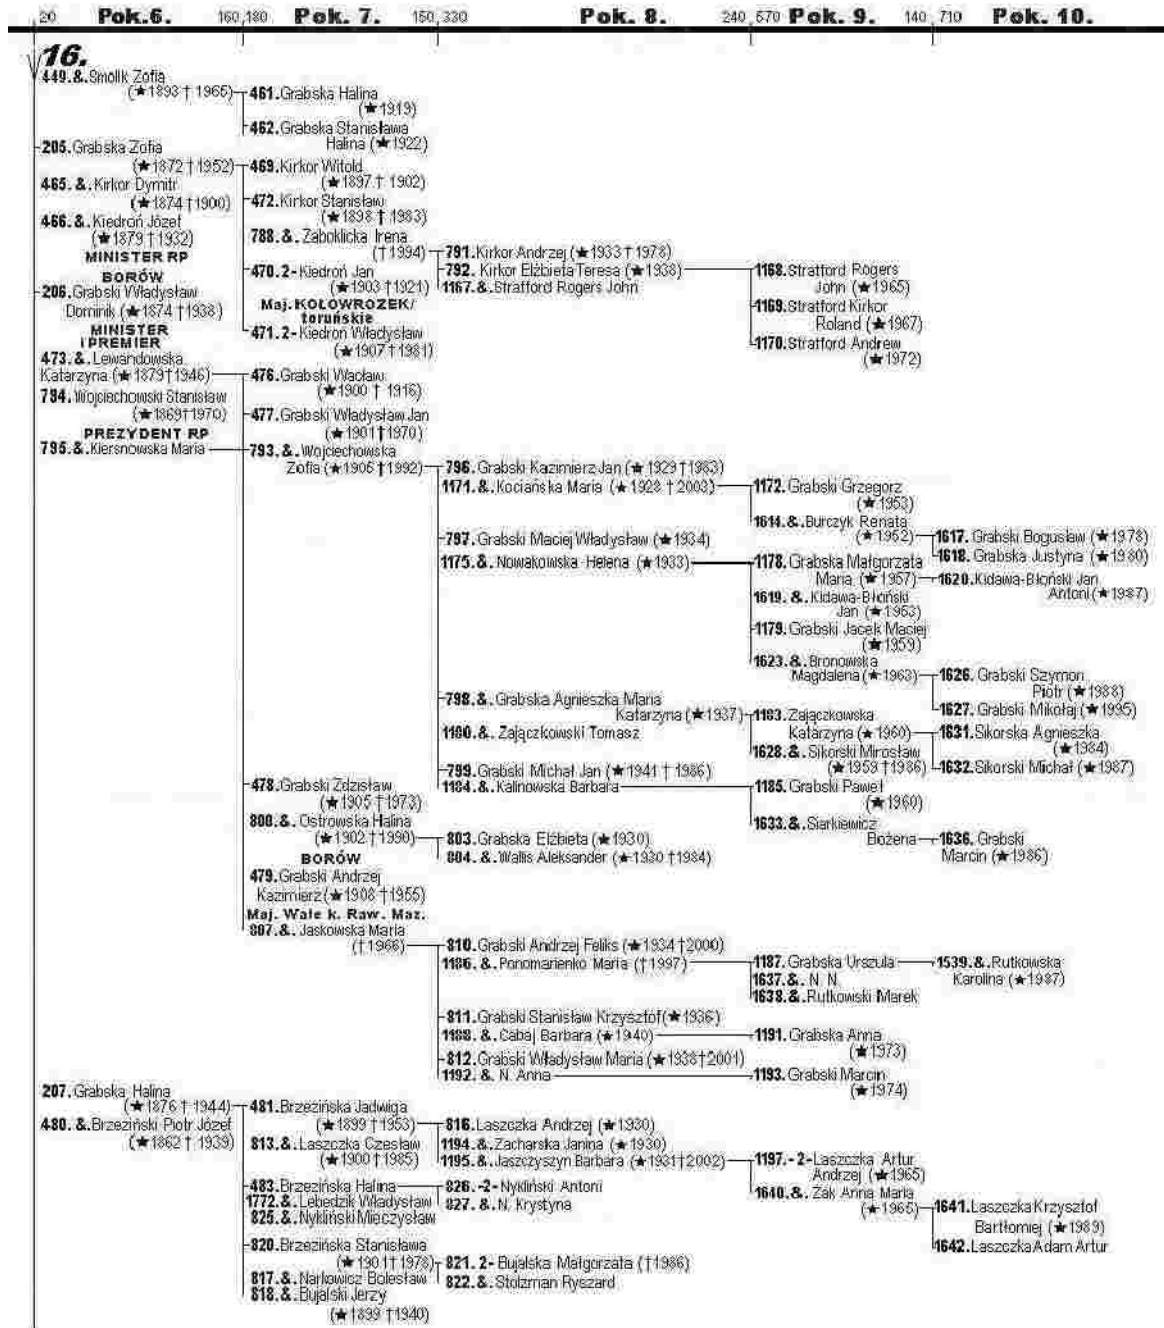 20 Pok.6. 160 180 Pok. 7. 150 330 Pok. 8. 240 570 Pok. 9. 140 710 Pok. 10.
16.
449.&.Smolik Zofia
(★1893 † 1965)
461.Grabska Halina
(★1919)
462.Grabska Stanisława
Halina (★1922)
205.Grabska Zofia
(★1872 † 1952)
465. &.Kirkor Dymitr
(★1874 †1900)
466.&.Kiedroń Józef
(★1879 †1932)
MINISTER RP
469.Kirkor Witold
(★1897 † 1902)
472.Kirkor Stanisław
(★1898 † 1983)
788.&. Zaboklicka Irena
(†1994)
470.2-Kiedroń Jan
(★1903 †1921)
Maj. KOŁOWROZEK/
toruńskie
471.2-Kiedroń Władysław
(★1907 †1981)
791.Kirkor Andrzej (★1933 †1978)
792. Kirkor Elżbieta Teresa (★1938)
1167.&.Stratford Rogers John
1168.Stratford Rogers
John (★1965)
1169.Stratford Kirkor
Roland (★1967)
1170.Stratford Andrew
(★1972)
BORÓW
206.Grabski Władysław
Dominik (★1874 †1938)
MINISTER
I PREMIER
473.&.Lewandowska
Katarzyna (★1879†1946)
794.Wojciechowski Stanisław
(★1869†1970)
PREZYDENT RP
795.&.Kiersnowska Maria
476.Grabski Wacław
(★1900 † 1916)
477.Grabski Władysław Jan
(★1901†1970)
793.&.Wojciechowska
Zofia (★1905 †1992)
796. Grabski Kazimierz Jan (★1929†1983)
1171.&.Kociańska Maria (★1928 †2003)
1172.Grabski Grzegorz
(★1953)
1614.&.Burczyk Renata
(★1952)
1617. Grabski Bogusław (★1978)
1618. Grabska Justyna (★1980)
797.Grabski Maciej Władysław (★1934)
1175.&. Nowakowska Helena (★1933)
1178.Grabska Małgorzata
Maria (★1957)
1619. &.Kidawa-Błoński
Jan (★1953)
1620.Kidawa-Błoński Jan
Antoni (★1987)
1179.Grabski Jacek Maciej
(★1959)
1623.&.Bronowska
Magdalena (★1963)
1626. Grabski Szymon
Piotr (★1988)
1627. Grabski Mikołaj (★1995)
798.&. Grabska Agnieszka Maria
Katarzyna (★1937)
1180.&. Zajączkowski Tomasz
1183.Zajączkowska
Katarzyna (★1960)
1628.&.Sikorski Mirosław
(★1959 †1986)
1631.Sikorska Agnieszka
(★1984)
1632.Sikorski Michał (★1987)
799.Grabski Michał Jan (★1941 † 1986)
1184.&.Kalinowska Barbara
1185.Grabski Paweł
(★1960)
1633.&.Siarkiewicz
Bożena
1636. Grabski
Marcin (★1986)
478.Grabski Zdzisław
(★1905 †1973)
800.&. Ostrowska Halina
(★1902 †1990)
803.Grabska Elżbieta (★1930)
804. &.Wallis Aleksander (★1930 †1984)
BORÓW
479.Grabski Andrzej
Kazimierz(★1908 †1955)
Maj. Wałe k. Raw. Maz.
807.&. Jaskowska Maria
(†1966)
810.Grabski Andrzej Feliks (★1934†2000)
1186. &. Ponomarienko Maria (†1997)
1187.Grabska Urszula
1637.&. N. N.
1638.&.Rutkowski Marek
1539.&.Rutkowska
Karolina (★1987)
811.Grabski Stanisław Krzysztof(★1936)
1188. &. Cabaj Barbara (★1940)
1191. Grabska Anna
(★1973)
812.Grabski Władysław Maria (★1938†2001)
1192. & N. Anna
1193.Grabski Marcin
(★1974)
207.Grabska Halina
(★1876 †1944)
480. &.Brzeziński Piotr Józef
(★1862 † 1939)
481.Brzezińska Jadwiga
(★1899 †1953)
813.&.Laszczka Czesław
(★1900†1985)
816.Laszczka Andrzej (★1930)
1194.&.Zacharska Janina (★1930)
1195.&.Jaszczyszyn Barbara (★1931†2002)
1197.-2-Laszczka Artur
Andrzej (★1965)
1640.&. Żak Anna Maria
(★1965)
1641.Laszczka Krzysztof
Bartłomiej (★1989)
1642.Laszczka Adam Artur
483.Brzezińska Halina
1772.&.Lebedzik Władysław
825.&.Nykliński Mieczysław
826.-2-Nykliński Antoni
827.&.N. Krystyna
820.Brzezińska Stanisława
(★1901†1978)
817.&.Narkowicz Bolesław
818.&.Bujalski Jerzy
(★1899 †1940)
821. 2- Bujalska Małgorzata (†1986)
822.&.Stolzman Ryszard